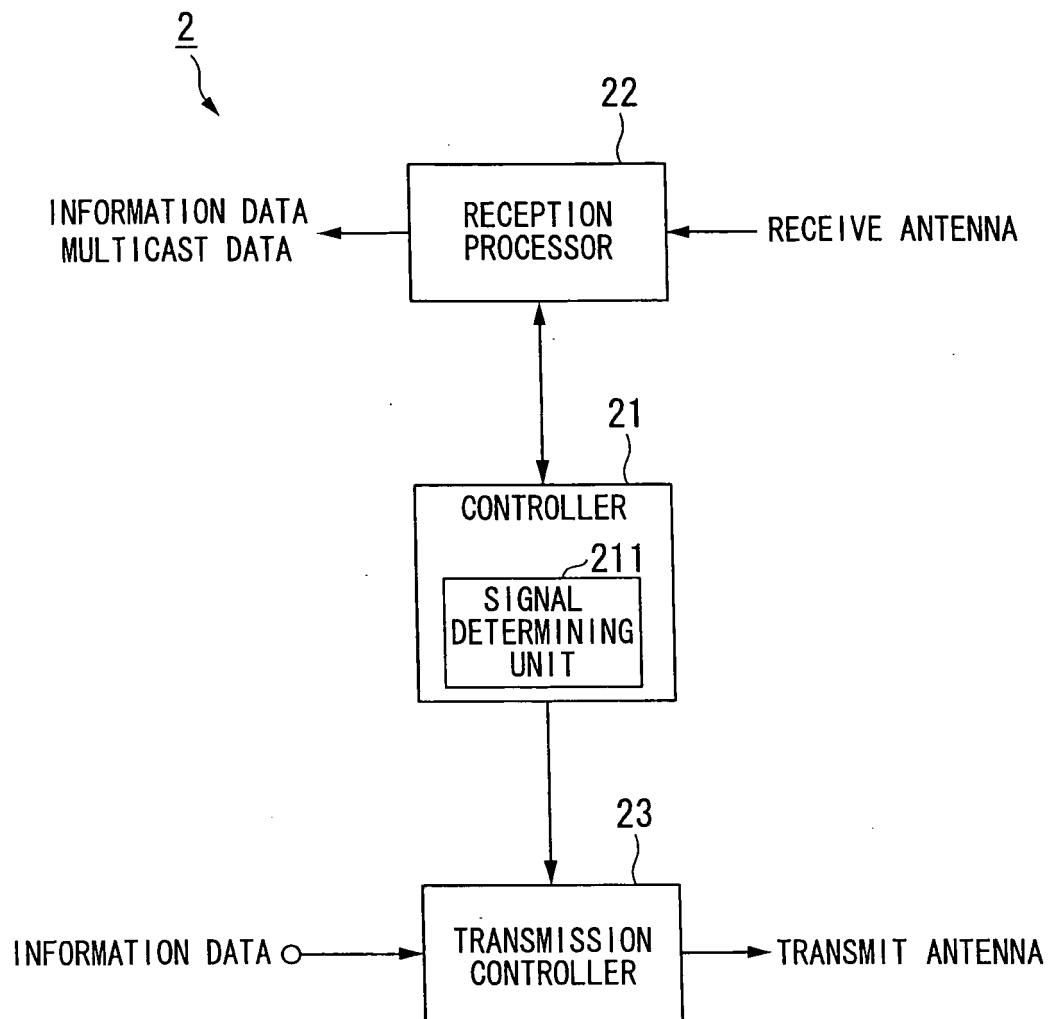 2
22
INFORMATION DATA
MULTICAST DATA
RECEPTION
PROCESSOR
RECEIVE ANTENNA
21
CONTROLLER
211
SIGNAL
DETERMINING
UNIT
23
INFORMATION DATA
TRANSMISSION
CONTROLLER
TRANSMIT ANTENNA